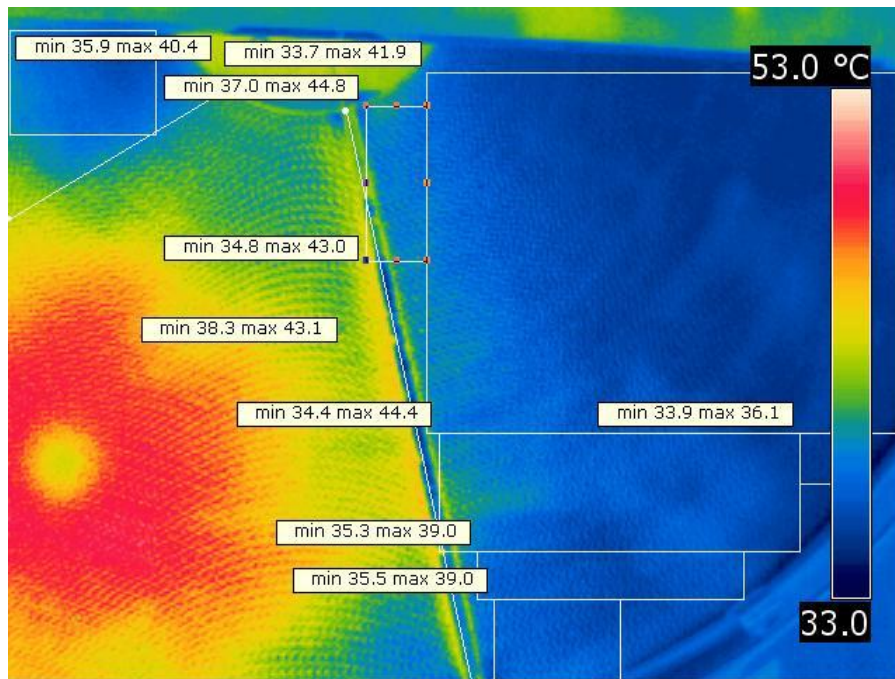 min 35.9 max 40.4
min 33.7 max 41.9
53.0 °C
min 37.0 max 44.8
min 34.8 max 43.0
min 38.3 max 43.1
min 34.4 max 44.4
min 33.9 max 36.1
min 35.3 max 39.0
min 35.5 max 39.0
33.0